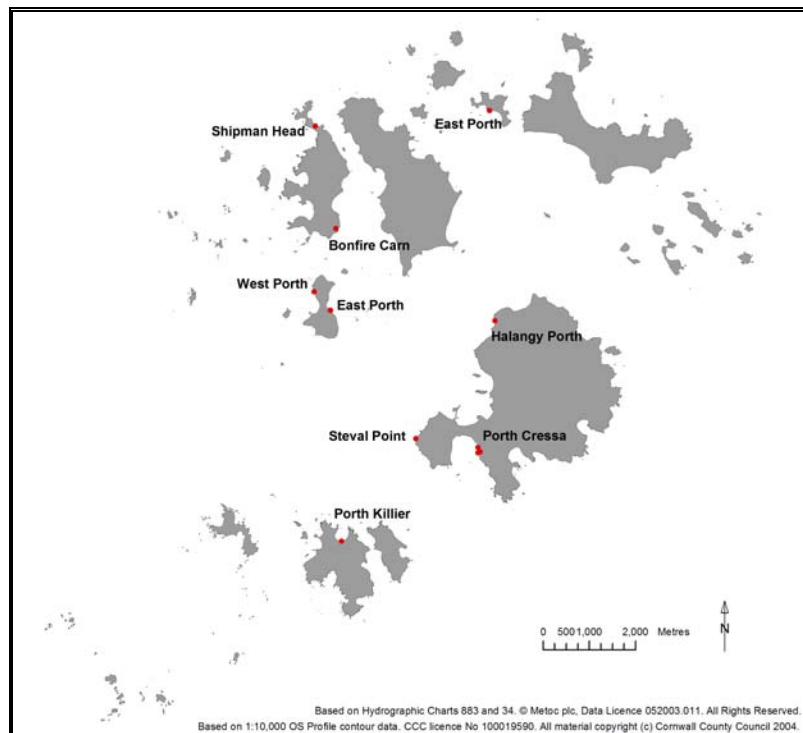 East Porth
Shipman Head
Bonfire Carn
West Porth
East Porth
Halangy Porth
Steval Point
Porth Cressa
Porth Killier
0 5001,000 2,000 Metres
N
Based on Hydrographic Charts 883 and 34. © Metoc plc, Data Licence 052003.011. All Rights Reserved.
Based on 1:10,000 OS Profile contour data. CCC licence No 100019590. All material copyright (c) Cornwall County Council 2004.